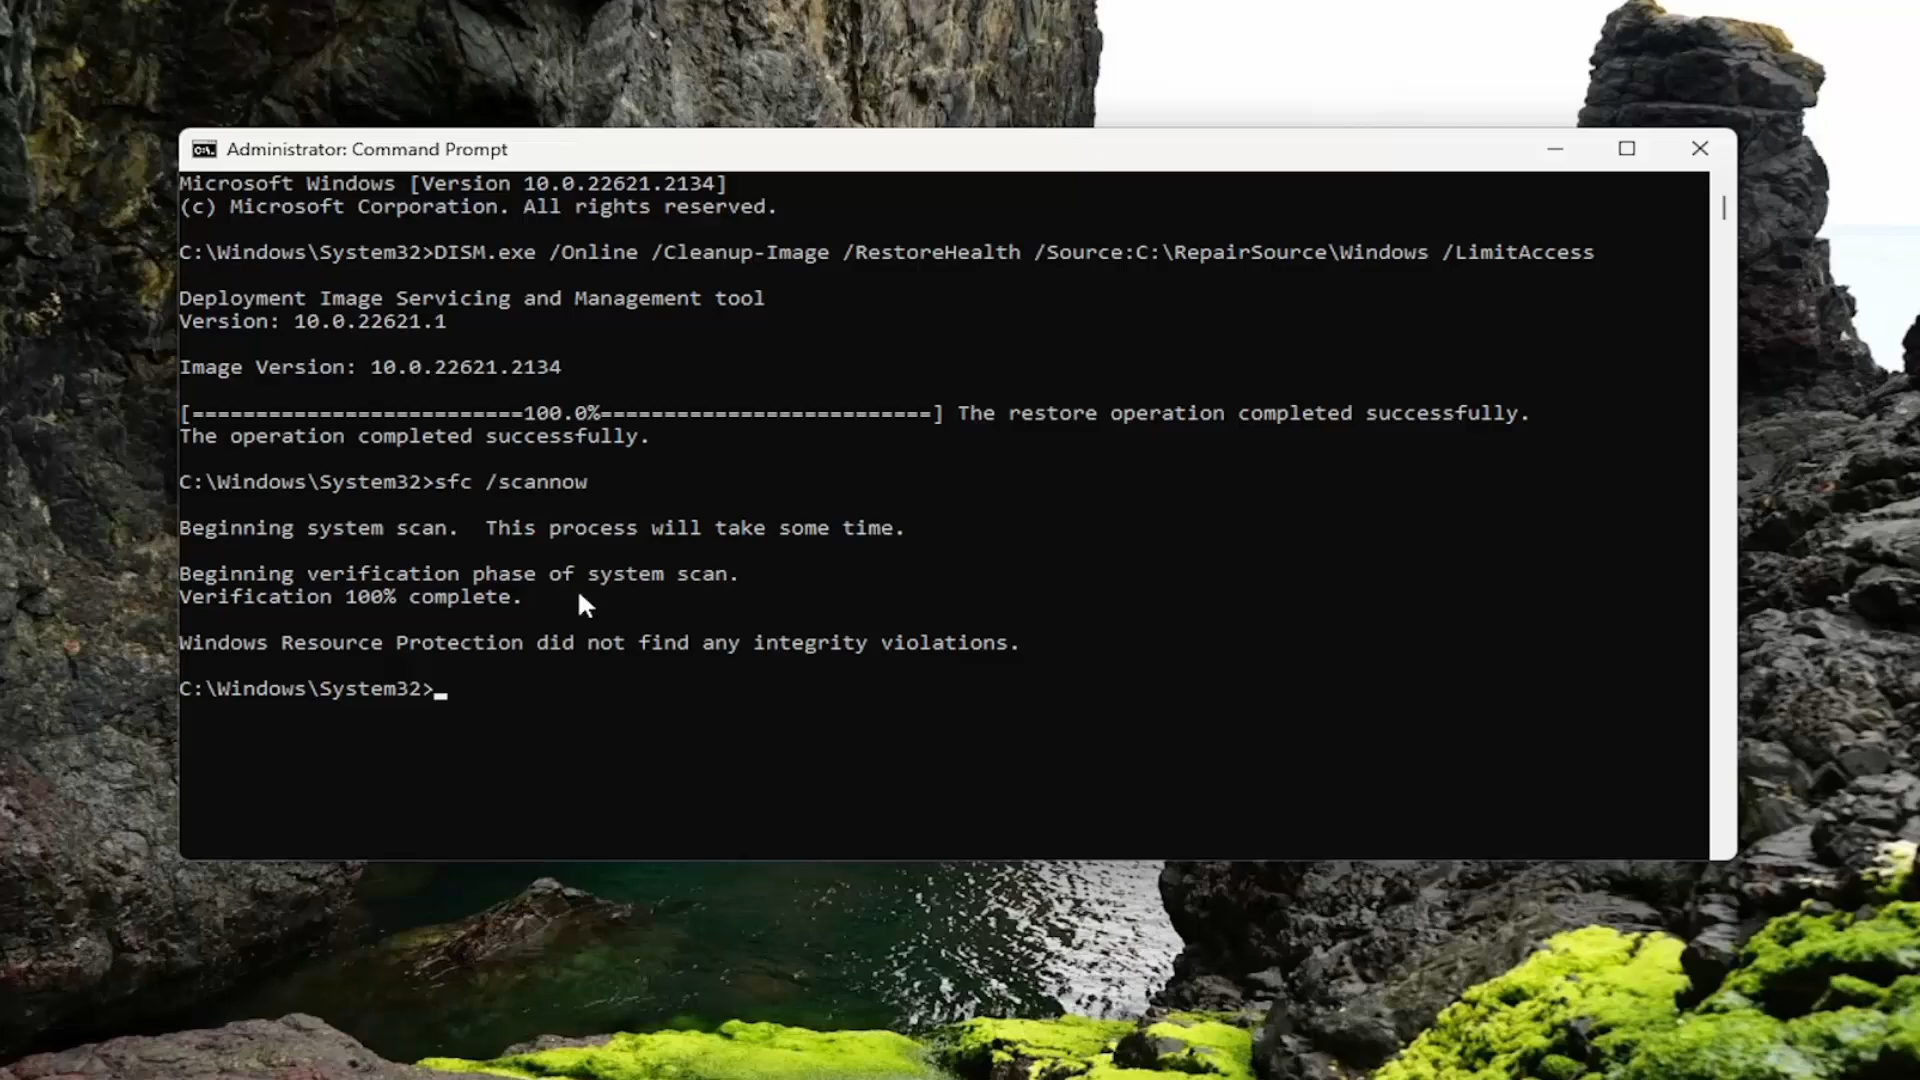 Administrator: Command Prompt
Microsoft Windows [Version 10.0.22621.2134]
(c) Microsoft Corporation. All rights reserved.
C:\Windows\System32>DISM.exe /Online /Cleanup-Image /RestoreHealth /Source:C:\RepairSource\Windows /LimitAccess
Deployment Image Servicing and Management tool
Version: 10.0.22621.1
Image Version: 10.0.22621.2134
[==========================100.0%==========================] The restore operation completed successfully.
The operation completed successfully.
C:\Windows\System32>sfc /scannow
Beginning system scan.  This process will take some time.
Beginning verification phase of system scan.
Verification 100% complete.
Windows Resource Protection did not find any integrity violations.
C:\Windows\System32>